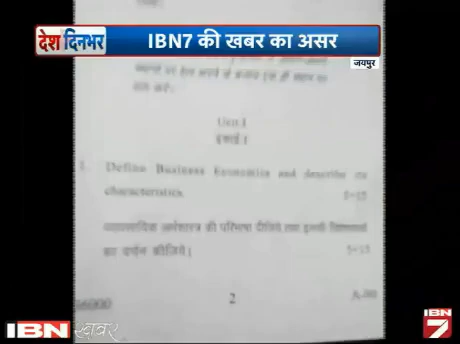 देश दिनभर
IBN7 की खबर का असर
जयपुर
Unit I
इकाई I
1. Define Business Economics and describe its
characteristics. 5+15
व्यावसायिक अर्थशास्त्र की परिभाषा दीजिये तथा इसकी विशेषताओं
का वर्णन कीजिये। 5+15
2
IBN खबर
IBN
7